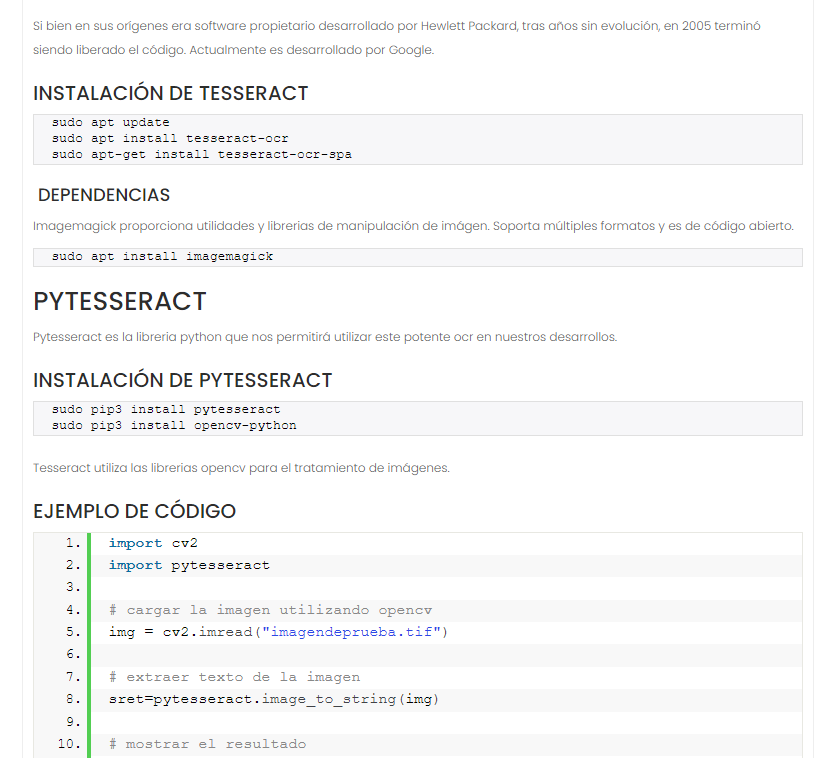 Si bien en sus orígenes era software propietario desarrollado por Hewlett Packard, tras años sin evolución, en 2005 terminó
siendo liberado el código. Actualmente es desarrollado por Google.
INSTALACIÓN DE TESSERACT
sudo apt update
sudo apt install tesseract-ocr
sudo apt-get install tesseract-ocr-spa
DEPENDENCIAS
Imagemagick proporciona utilidades y librerias de manipulación de imágen. Soporta múltiples formatos y es de código abierto.
sudo apt install imagemagick
PYTESSERACT
Pytesseract es la libreria python que nos permitirá utilizar este potente ocr en nuestros desarrollos.
INSTALACIÓN DE PYTESSERACT
sudo pip3 install pytesseract
sudo pip3 install opencv-python
Tesseract utiliza las librerias opencv para el tratamiento de imágenes.
EJEMPLO DE CÓDIGO
1. import cv2
2. import pytesseract
3.
4. # cargar la imagen utilizando opencv
5. img = cv2.imread("imagendeprueba.tif")
6.
7. # extraer texto de la imagen
8. sret=pytesseract.image_to_string(img)
9.
10. # mostrar el resultado